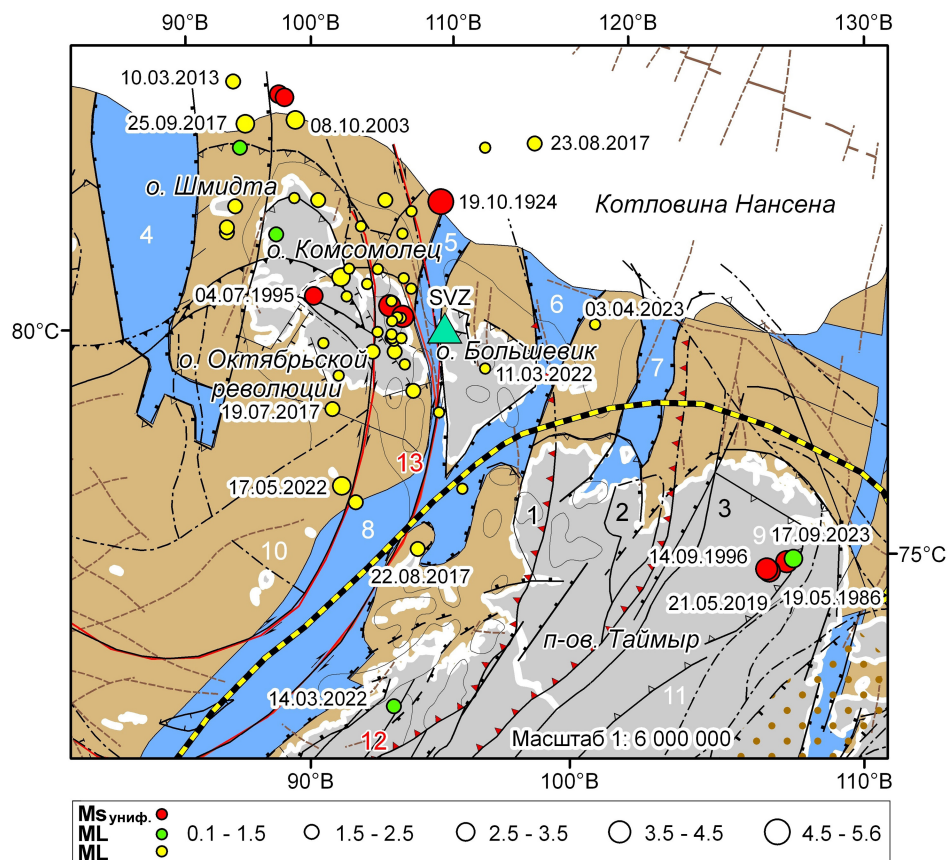 90°В 100°В 110°В 120°В 130°В
10.03.2013
25.09.2017
08.10.2003
23.08.2017
о. Шмидта
19.10.1924
Котловина Нансена
4
5
о. Комсомолец
04.07.1995
SVZ
6
03.04.2023
80°С
о. Большевик
о. Октябрьской
революции
11.03.2022
7
19.07.2017
13
17.05.2022
8
1
2
3
9
17.09.2023
10
14.09.1996
75°С
22.08.2017
21.05.2019
19.05.1986
п-ов. Таймыр
14.03.2022
11
12
Масштаб 1: 6 000 000
90°В 100°В 110°В
Ms униф.
ML 0.1 - 1.5 1.5 - 2.5 2.5 - 3.5 3.5 - 4.5 4.5 - 5.6
ML